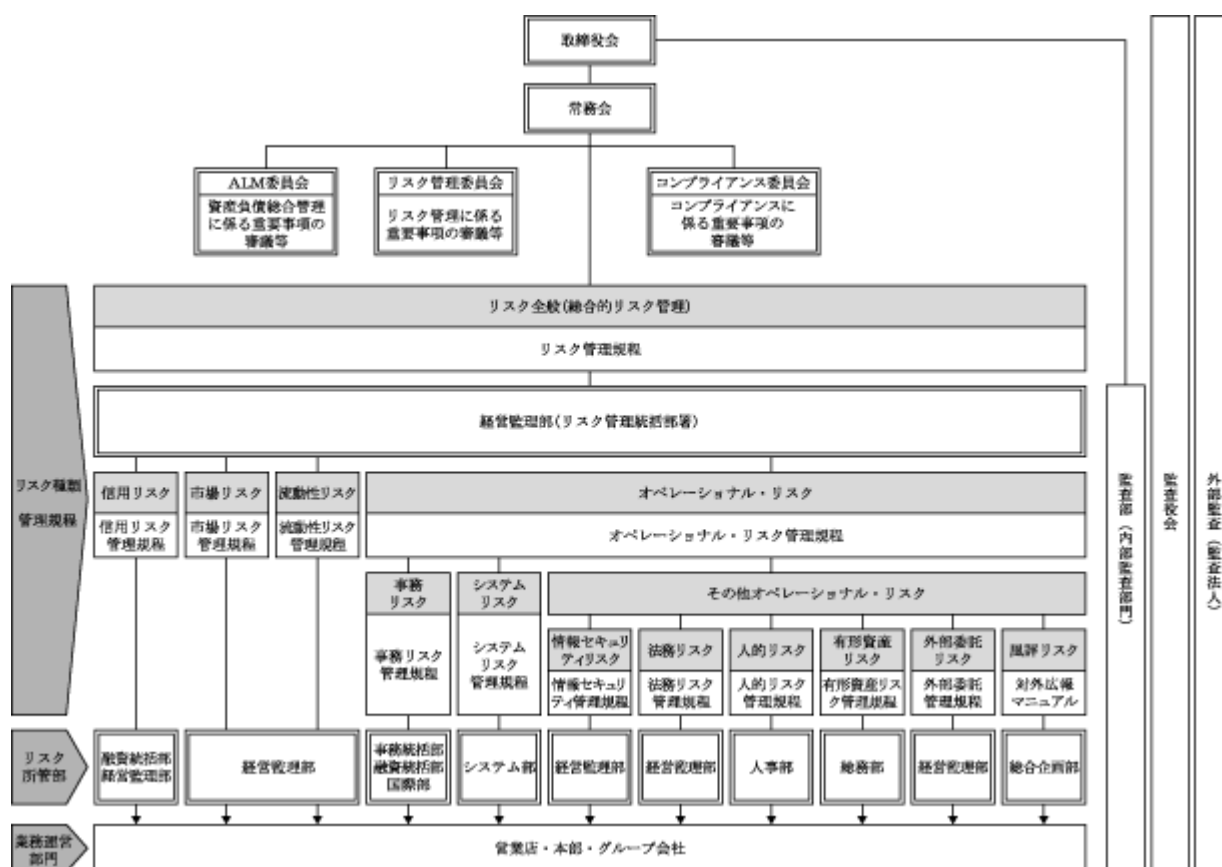 取締役会
常務会
ALM委員会
資産負債総合管理
に係る重要事項の
審議等
リスク管理委員会
リスク管理に係る
重要事項の審議等
コンプライアンス委員会
コンプライアンスに
係る重要事項の
審議等
リスク種類
管理規程
リスク全般(総合的リスク管理)
リスク管理規程
経営監理部(リスク管理統括部署)
信用リスク
信用リスク
管理規程
市場リスク
市場リスク
管理規程
流動性リスク
流動性リスク
管理規程
オペレーショナル・リスク
オペレーショナル・リスク管理規程
事務
リスク
事務リスク
管理規程
システム
リスク
システム
リスク
管理規程
その他オペレーショナル・リスク
情報セキュリ
ティリスク
情報セキュリ
ティ管理規程
法務リスク
法務リスク
管理規程
人的リスク
人的リスク
管理規程
有形資産
リスク
有形資産リス
ク管理規程
外部委託
リスク
外部委託
管理規程
風評リスク
対外広報
マニュアル
リスク
所管部
融資統括部
経営監理部
経営監理部
事務統括部
融資統括部
国際部
システム部
経営監理部
経営監理部
人事部
総務部
経営監理部
総合企画部
業務運営
部門
営業店・本部・グループ会社
監査部（内部監査部門）
監査役会
外部監査（監査法人）